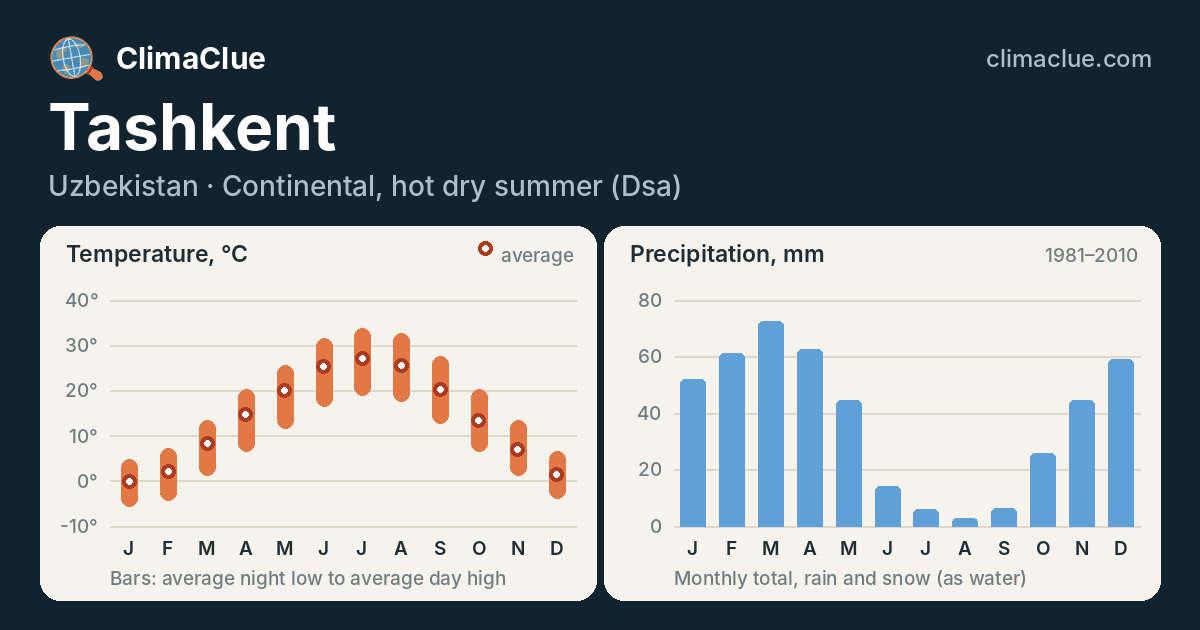 ClimaClue
climaclue.com
Tashkent
Uzbekistan · Continental, hot dry summer (Dsa)
Temperature, °C
average
40°
30°
20°
10°
0°
-10°
J F M A M J J A S O N D
Bars: average night low to average day high
Precipitation, mm
1981–2010
80
60
40
20
0
J F M A M J J A S O N D
Monthly total, rain and snow (as water)